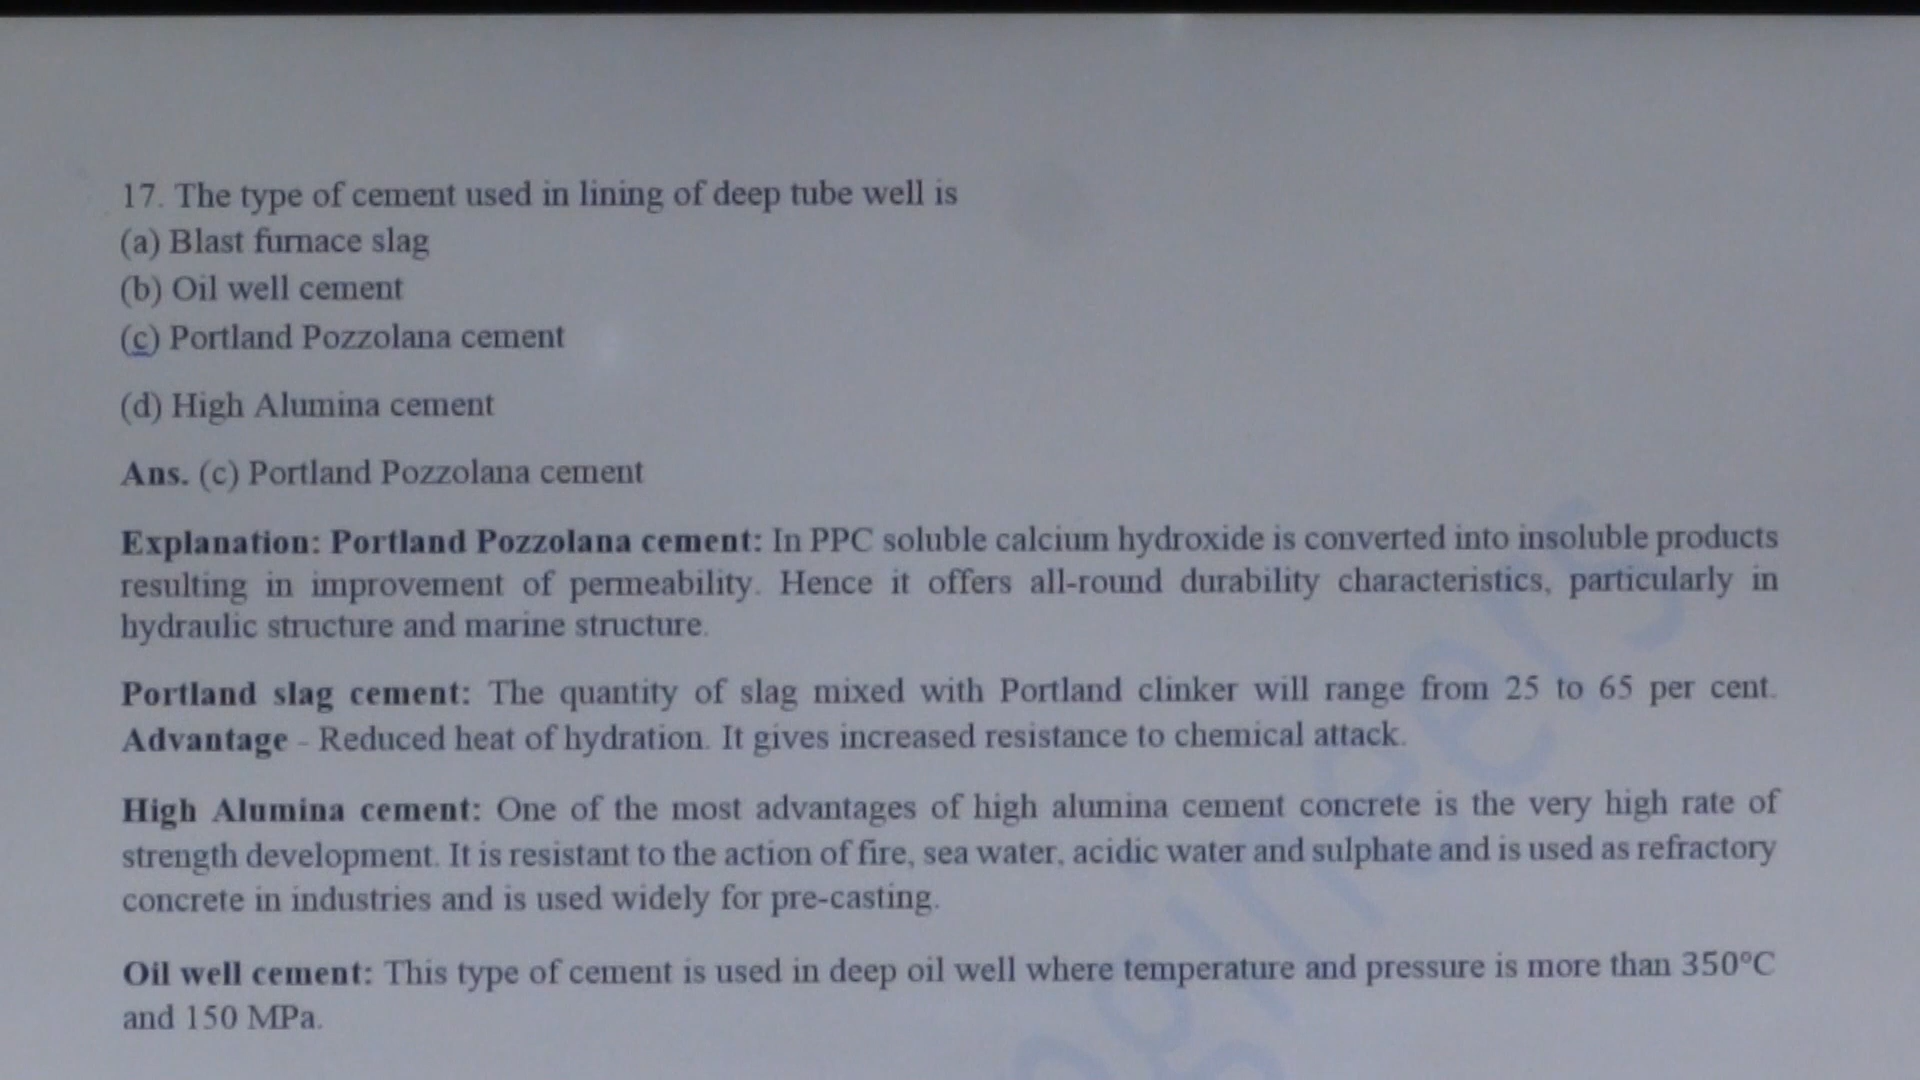 17. The type of cement used in lining of deep tube well is
(a) Blast furnace slag
(b) Oil well cement
(c) Portland Pozzolana cement
(d) High Alumina cement
Ans. (c) Portland Pozzolana cement
Explanation: Portland Pozzolana cement: In PPC soluble calcium hydroxide is converted into insoluble products
resulting in improvement of permeability. Hence it offers all-round durability characteristics, particularly in
hydraulic structure and marine structure.
Portland slag cement: The quantity of slag mixed with Portland clinker will range from 25 to 65 per cent.
Advantage - Reduced heat of hydration. It gives increased resistance to chemical attack.
High Alumina cement: One of the most advantages of high alumina cement concrete is the very high rate of
strength development. It is resistant to the action of fire, sea water, acidic water and sulphate and is used as refractory
concrete in industries and is used widely for pre-casting.
Oil well cement: This type of cement is used in deep oil well where temperature and pressure is more than 350°C
and 150 MPa.